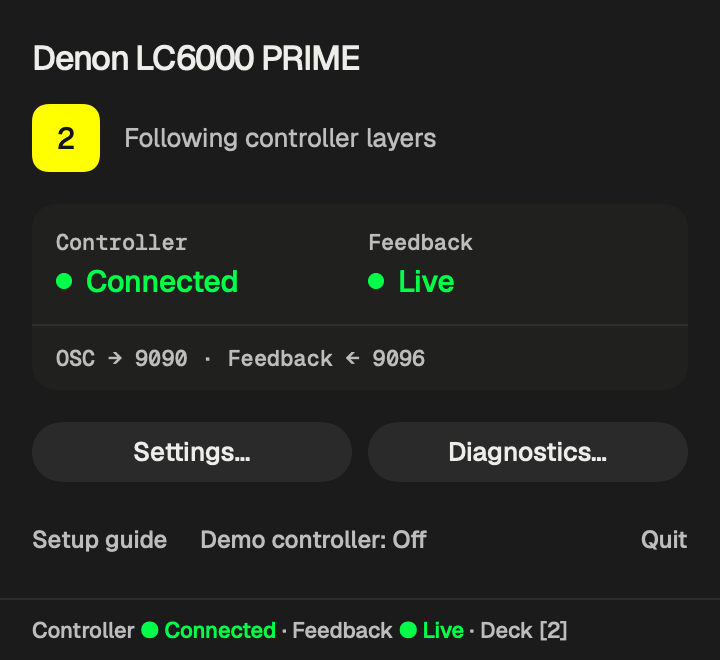 Denon LC6000 PRIME
2 Following controller layers
Controller Feedback
● Connected ● Live
OSC → 9090 · Feedback ← 9096
Settings... Diagnostics...
Setup guide Demo controller: Off Quit
Controller ● Connected · Feedback ● Live · Deck [2]